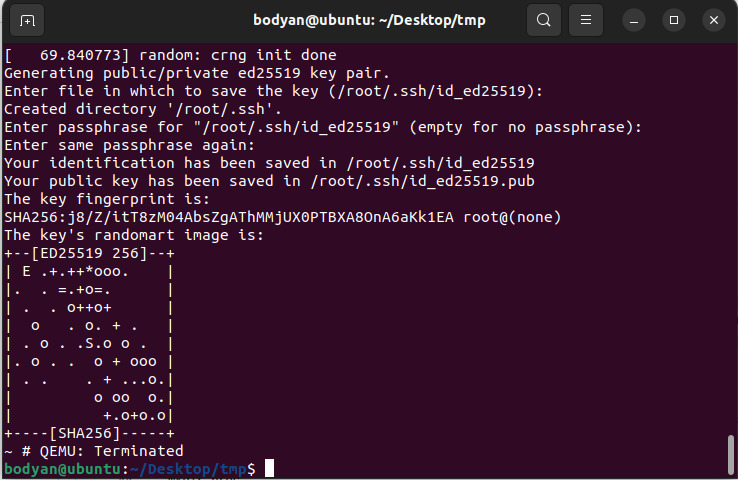 bodyan@ubuntu: ~/Desktop/tmp
[   69.840773] random: crng init done
Generating public/private ed25519 key pair.
Enter file in which to save the key (/root/.ssh/id_ed25519):
Created directory '/root/.ssh'.
Enter passphrase for "/root/.ssh/id_ed25519" (empty for no passphrase):
Enter same passphrase again:
Your identification has been saved in /root/.ssh/id_ed25519
Your public key has been saved in /root/.ssh/id_ed25519.pub
The key fingerprint is:
SHA256:j8/Z/itT8zM04AbsZgAThMMjUX0PTBXA8OnA6aKk1EA root@(none)
The key's randomart image is:
+--[ED25519 256]--+
| E .+.++*ooo.    |
|.  . =.+o=.      |
| .  . o++o+      |
|  o   . o. + .   |
| . o . .S.o o .  |
|. o . .  o + ooo |
| . .    . + ...o.|
|         o oo  o.|
|          +.o+o.o|
+----[SHA256]-----+
~ # QEMU: Terminated
bodyan@ubuntu:~/Desktop/tmp$